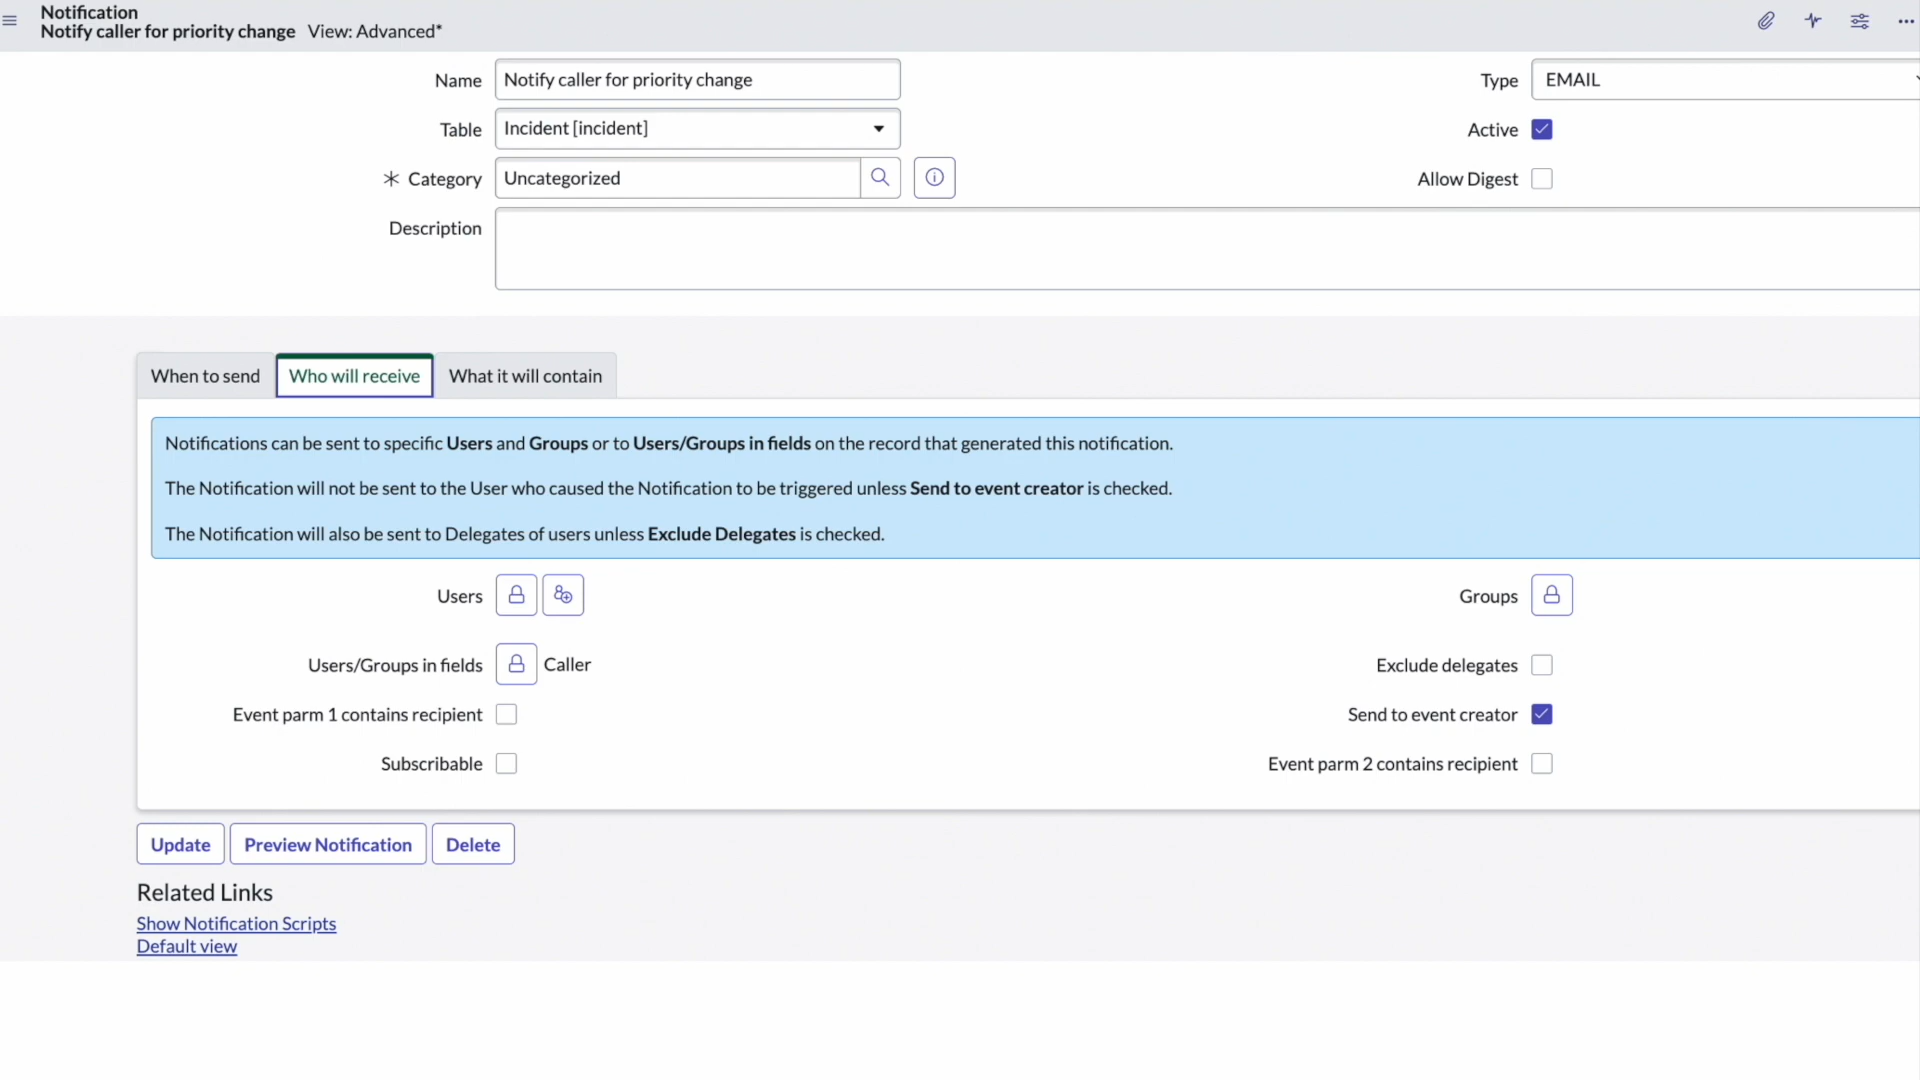 Notification
Notify caller for priority change View: Advanced*
Name Notify caller for priority change Type EMAIL
Table Incident [incident] Active
Category Uncategorized Allow Digest
Description
When to send Who will receive What it will contain
Notifications can be sent to specific Users and Groups or to Users/Groups in fields on the record that generated this notification.
The Notification will not be sent to the User who caused the Notification to be triggered unless Send to event creator is checked.
The Notification will also be sent to Delegates of users unless Exclude Delegates is checked.
Users Groups
Users/Groups in fields Caller Exclude delegates
Event parm 1 contains recipient Send to event creator
Subscribable Event parm 2 contains recipient
Update Preview Notification Delete
Related Links
Show Notification Scripts
Default view